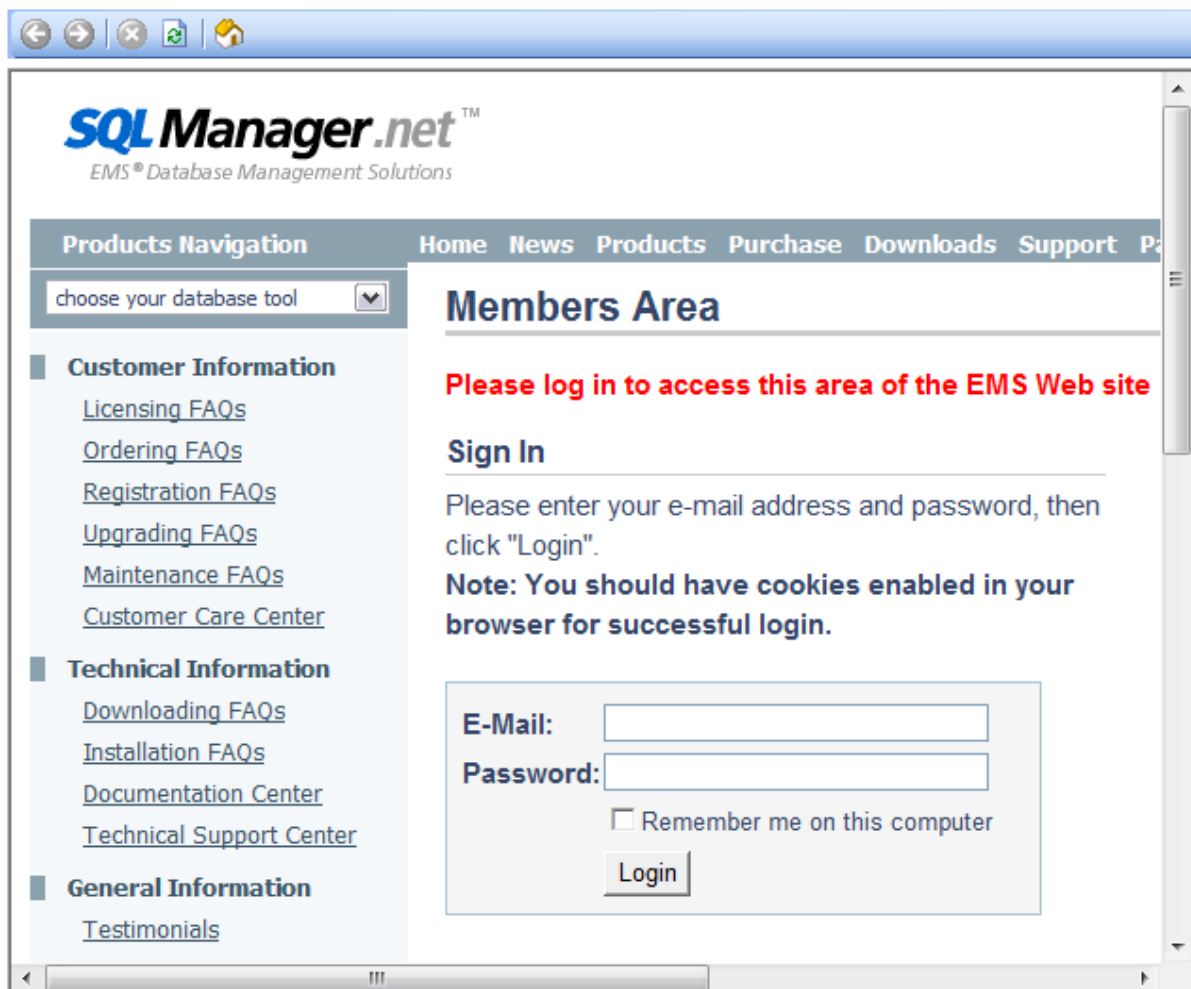 SQL Manager.net™
EMS® Database Management Solutions
Products Navigation
Home News Products Purchase Downloads Support
choose your database tool
Customer Information
Licensing FAQs
Ordering FAQs
Registration FAQs
Upgrading FAQs
Maintenance FAQs
Customer Care Center
Technical Information
Downloading FAQs
Installation FAQs
Documentation Center
Technical Support Center
General Information
Testimonials
Members Area
Please log in to access this area of the EMS Web site
Sign In
Please enter your e-mail address and password, then
click "Login".
Note: You should have cookies enabled in your
browser for successful login.
E-Mail:
Password:
Remember me on this computer
Login